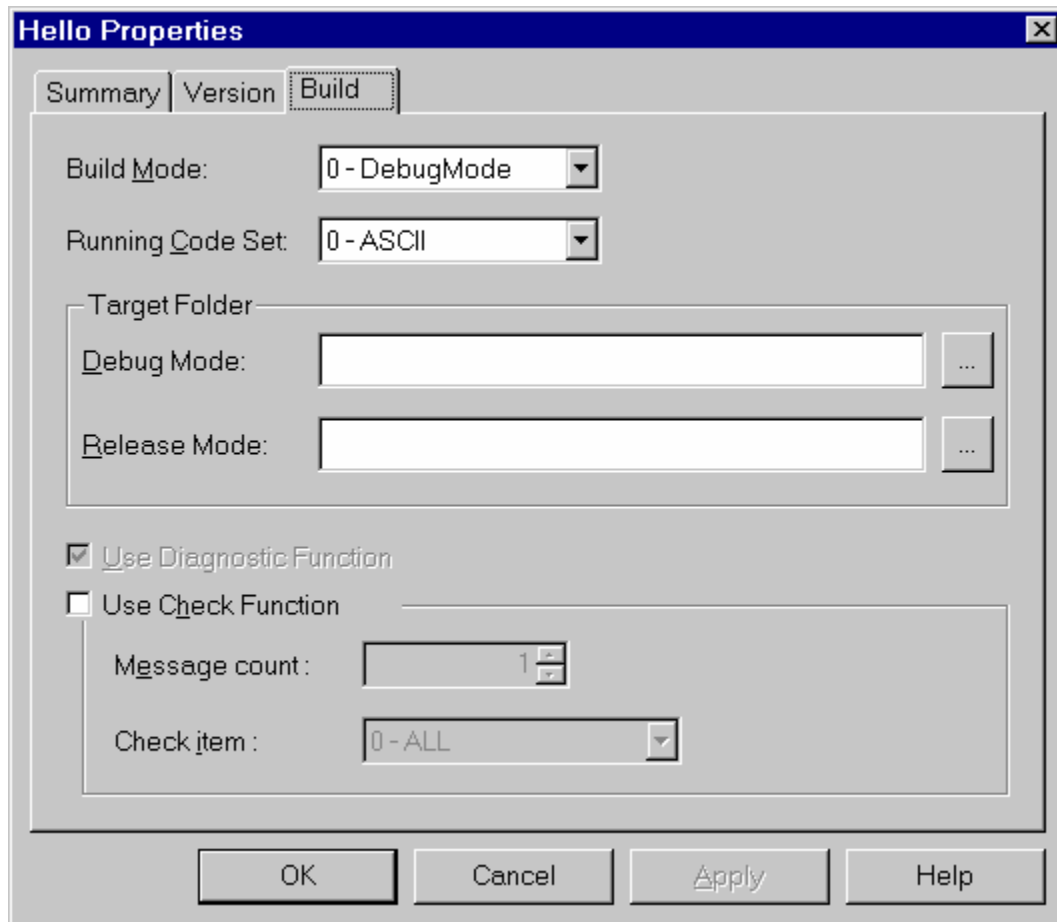 Hello Properties
Summary Version Build
Build Mode: 0 - DebugMode
Running Code Set: 0 - ASCII
Target Folder
Debug Mode: ...
Release Mode: ...
Use Diagnostic Function
Use Check Function
Message count : 1
Check item : 0 - ALL
OK Cancel Apply Help